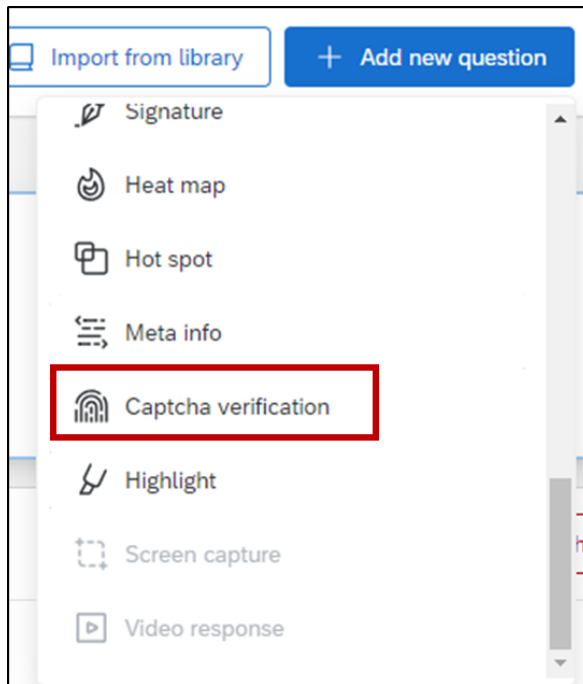 Import from library
+ Add new question
Signature
Heat map
Hot spot
Meta info
Captcha verification
Highlight
Screen capture
Video response